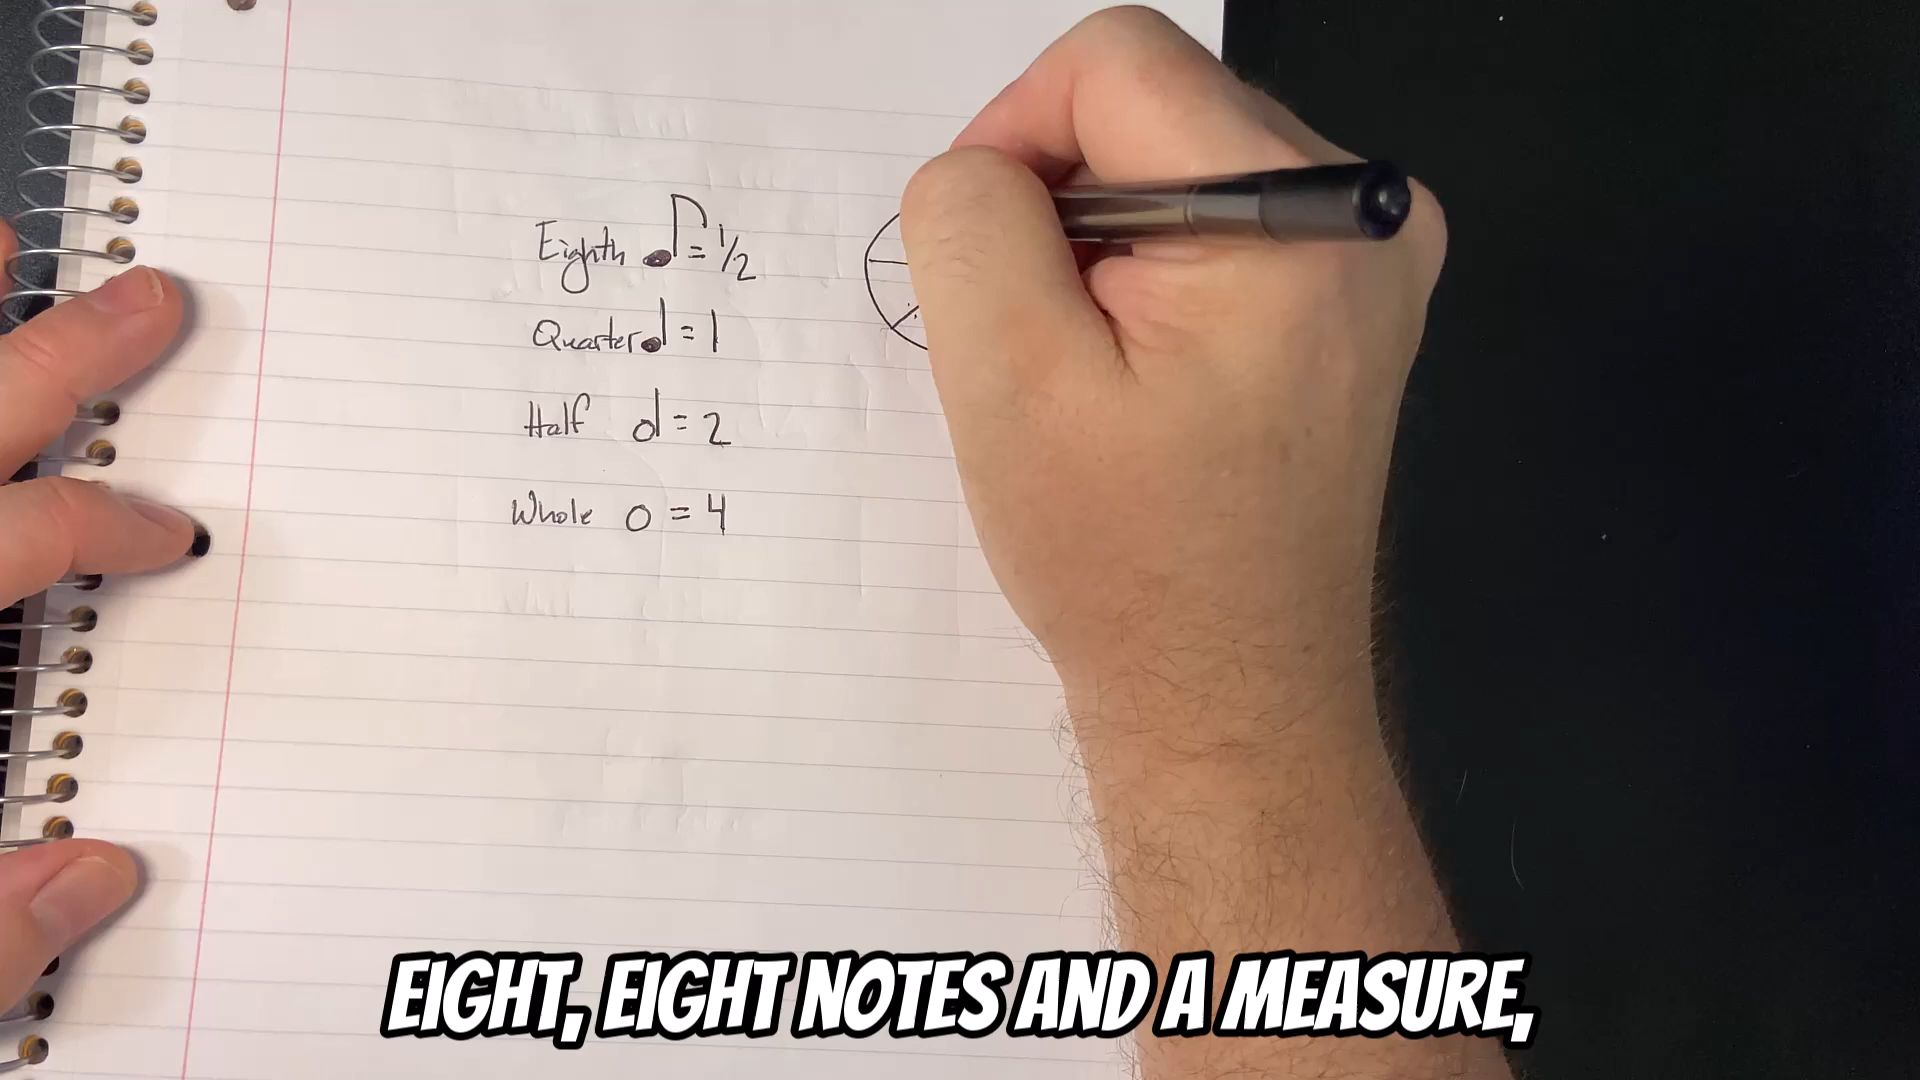 Eighth ♪ = 1/2
Quarter ♩ = 1
Half 𝅗𝅥 = 2
Whole 𝅝 = 4
EIGHT, EIGHT NOTES AND A MEASURE,